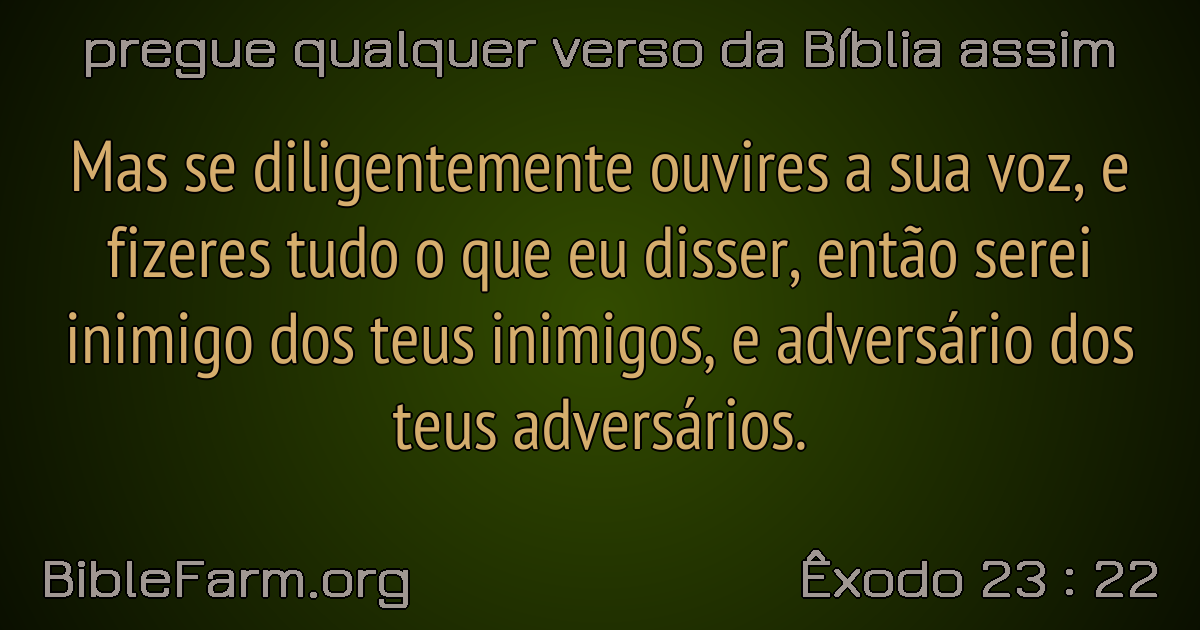 pregue qualquer verso da Bíblia assim
Mas se diligentemente ouvires a sua voz, e
fizeres tudo o que eu disser, então serei
inimigo dos teus inimigos, e adversário dos
teus adversários.
BibleFarm.org
Êxodo 23 : 22